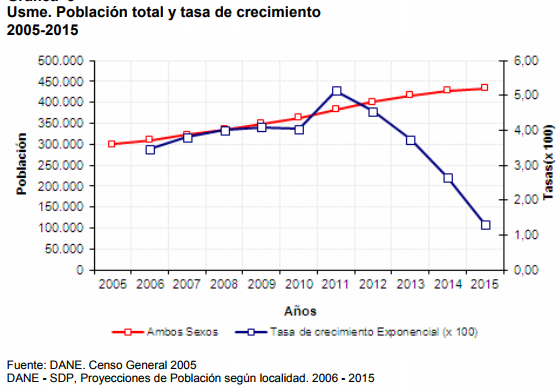 Usme. Población total y tasa de crecimiento
2005-2015
500.000
450.000
400.000
350.000
300.000
250.000
200.000
150.000
100.000
50.000
0
Población
6,00
5,00
4,00
3,00
2,00
1,00
0,00
Tasas(x 100)
2005 2006 2007 2008 2009 2010 2011 2012 2013 2014 2015
Años
Ambos Sexos Tasa de crecimiento Exponencial (x 100)
Fuente: DANE. Censo General 2005
DANE - SDP, Proyecciones de Población según localidad. 2006 - 2015